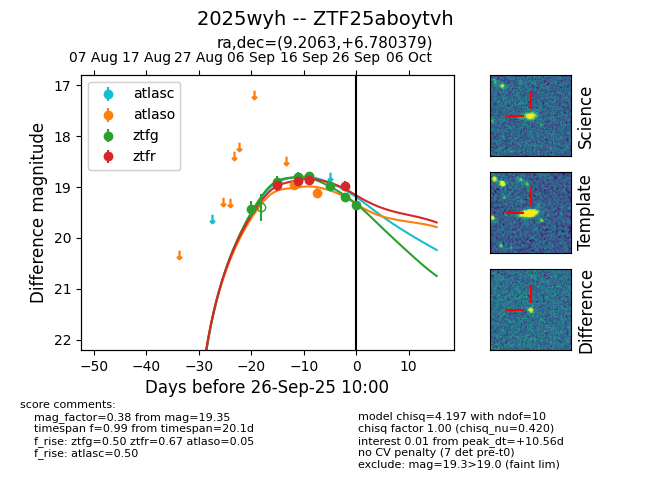 2025wyh -- ZTF25aboytvh
ra,dec=(9.2063,+6.780379)
07 Aug 17 Aug 27 Aug 06 Sep 16 Sep 26 Sep 06 Oct
17
18
19
20
21
22
Difference magnitude
atlasc
atlaso
ztfg
ztfr
−50 −40 −30 −20 −10 0 10
Days before 26-Sep-25 10:00
Science
Template
Difference
score comments:
mag_factor=0.38 from mag=19.35
timespan f=0.99 from timespan=20.1d
f_rise: ztfg=0.50 ztfr=0.67 atlaso=0.05
f_rise: atlasc=0.50
model chisq=4.197 with ndof=10
chisq factor 1.00 (chisq_nu=0.420)
interest 0.01 from peak_dt=+10.56d
no CV penalty (7 det pre-t0)
exclude: mag=19.3>19.0 (faint lim)